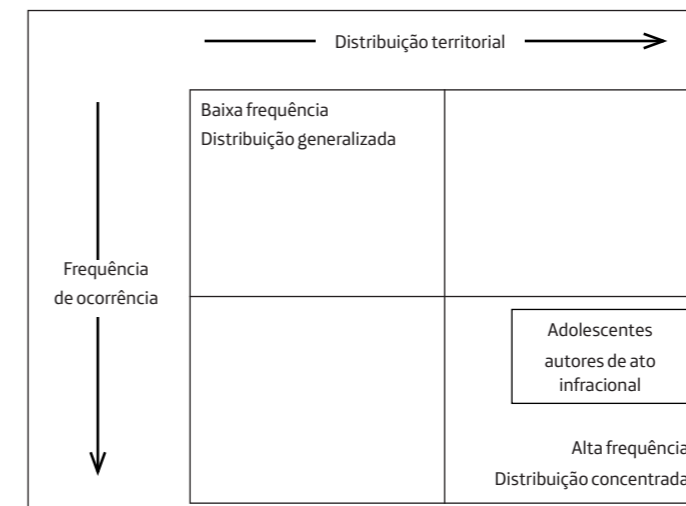 Distribuição territorial
Baixa frequência
Distribuição generalizada
Frequência
de ocorrência
Adolescentes
autores de ato
infracional
Alta frequência
Distribuição concentrada